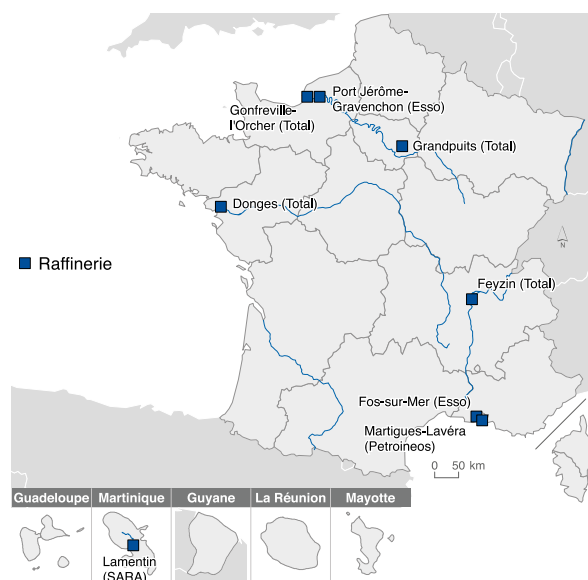 Port Jérôme-
Gravenchon (Esso)
Gonfreville-
l'Orcher (Total)
Grandpuits (Total)
Donges (Total)
N
Raffinerie
Feyzin (Total)
Fos-sur-Mer (Esso)
Martigues-Lavéra
(Petroineos)
0 50 km
Guadeloupe Martinique Guyane La Réunion Mayotte
Lamentin
(SARA)